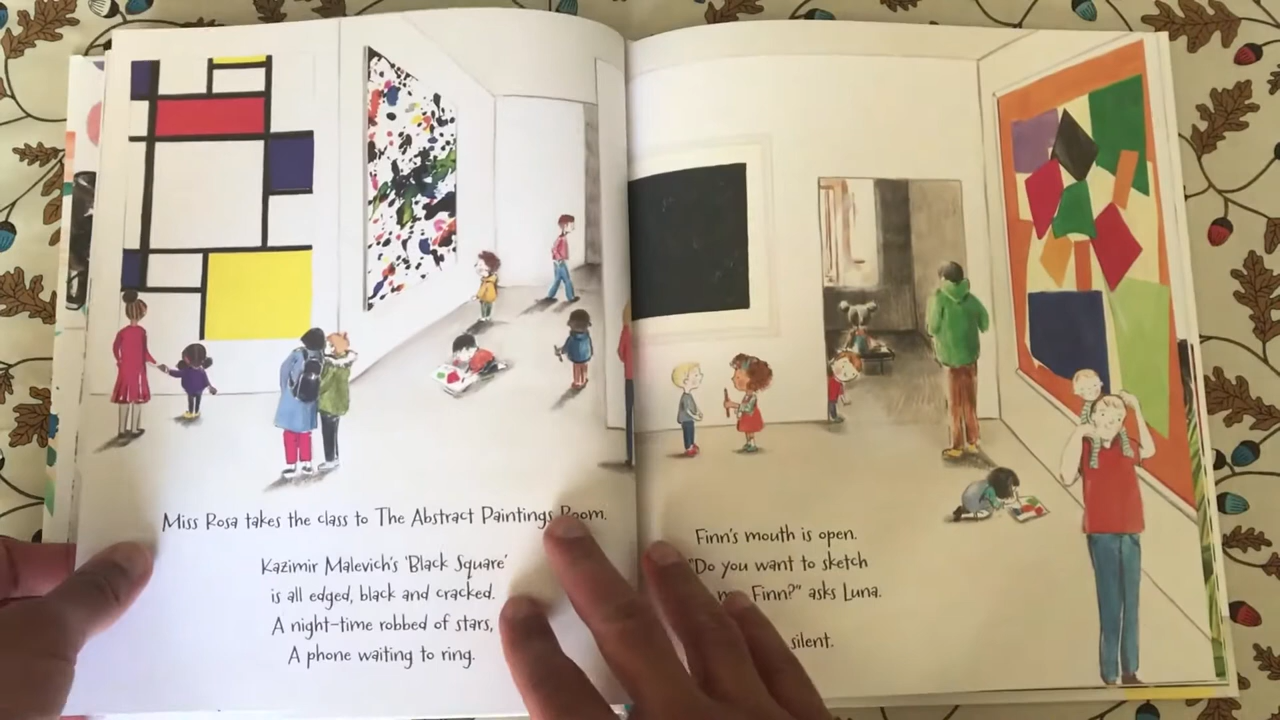 Miss Rosa takes the class to The Abstract Paintings Room.
Kazimir Malevich's 'Black Square'
is all edged, black and cracked.
A night-time robbed of stars,
A phone waiting to ring.
Finn's mouth is open.
"Do you want to sketch
Finn?" asks Luna.
silent.